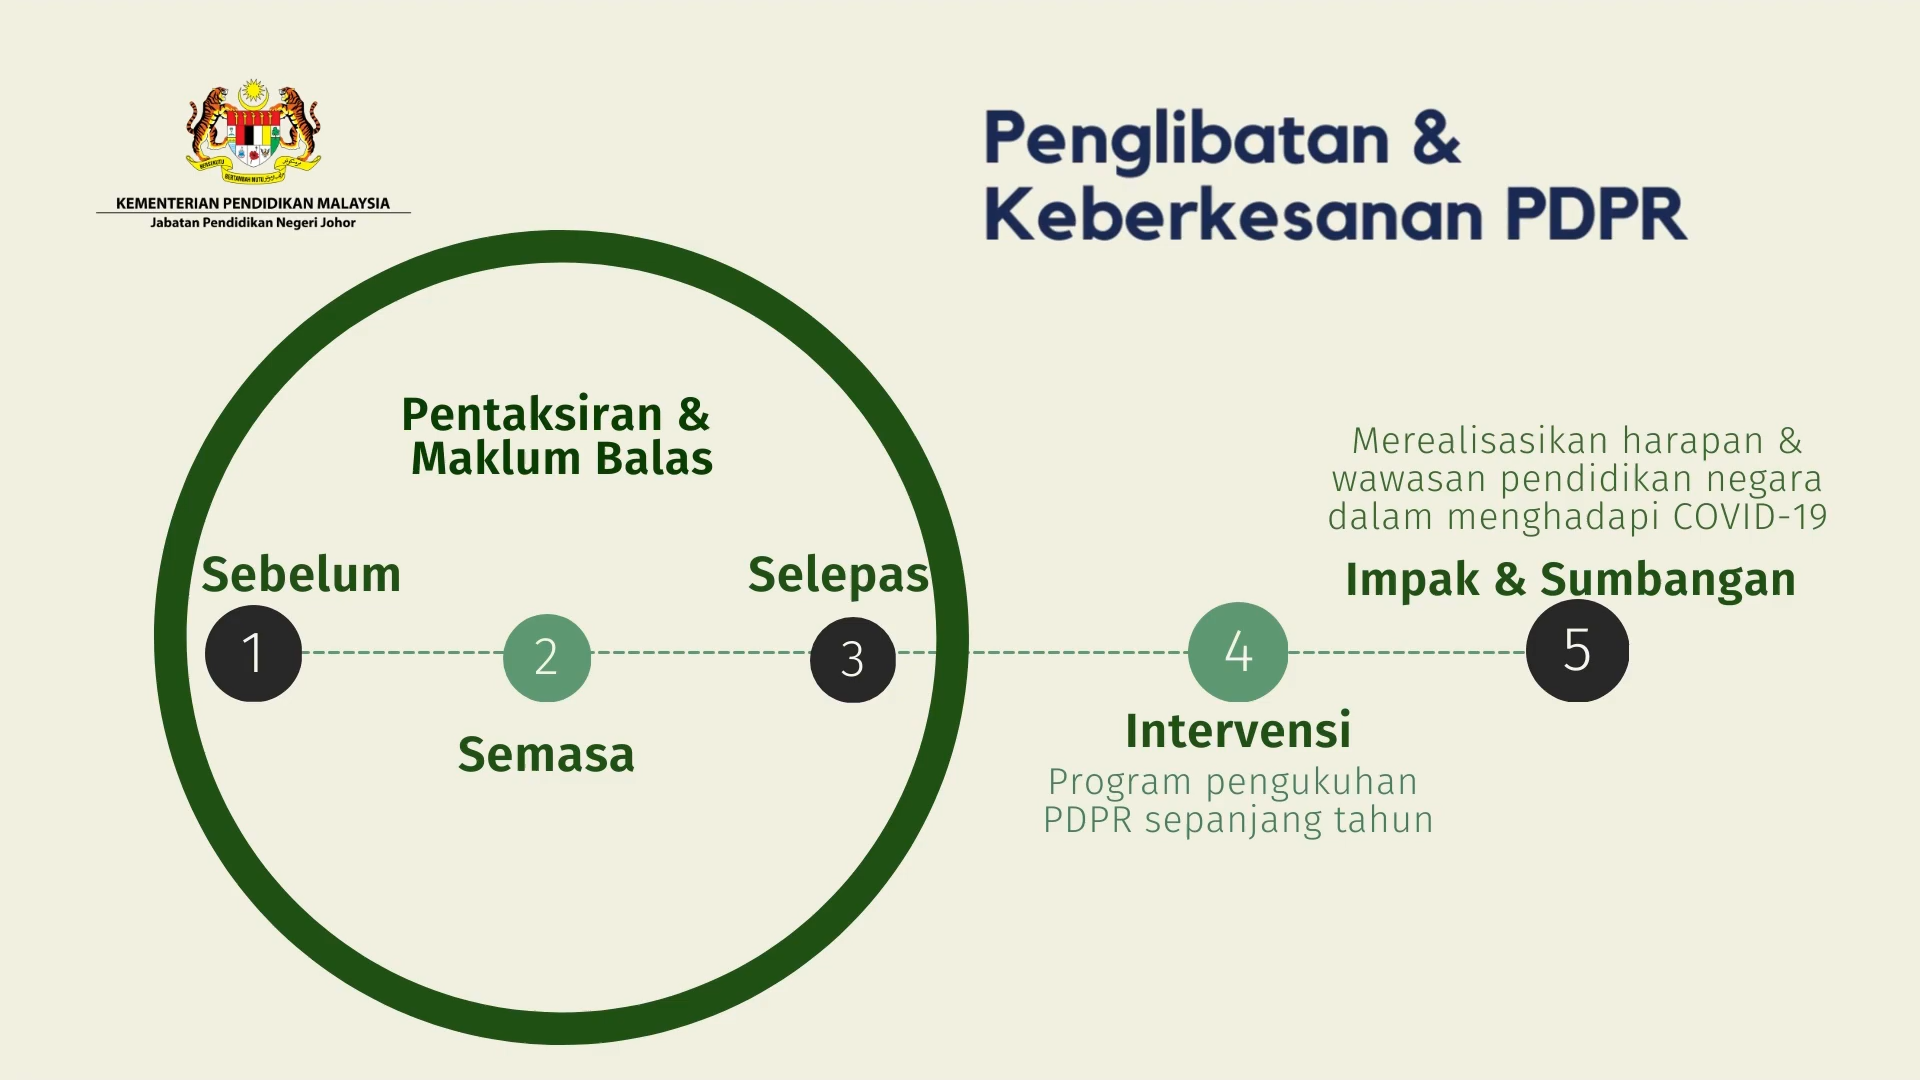 KEMENTERIAN PENDIDIKAN MALAYSIA
Jabatan Pendidikan Negeri Johor
Penglibatan &
Keberkesanan PDPR
Pentaksiran &
Maklum Balas
Sebelum
1
2
Semasa
Selepas
3
4
Intervensi
Program pengukuhan
PDPR sepanjang tahun
Merealisasikan harapan &
wawasan pendidikan negara
dalam menghadapi COVID-19
Impak & Sumbangan
5